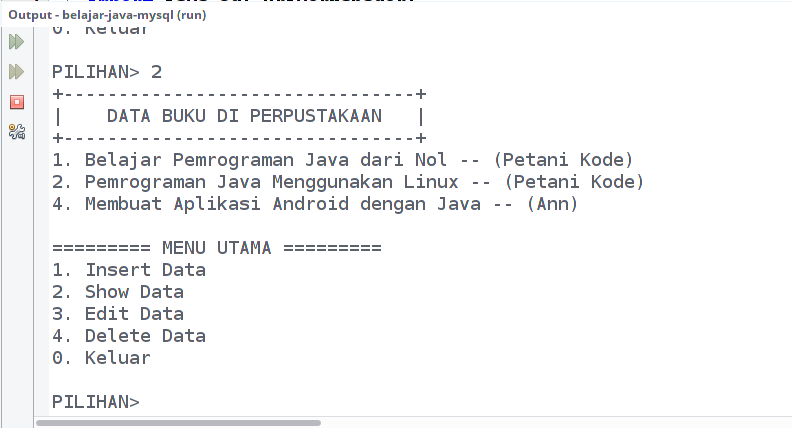 Output - belajar-java-mysql (run)
0. Keluar

PILIHAN> 2
+--------------------------------+
|    DATA BUKU DI PERPUSTAKAAN   |
+--------------------------------+
1. Belajar Pemrograman Java dari Nol -- (Petani Kode)
2. Pemrograman Java Menggunakan Linux -- (Petani Kode)
4. Membuat Aplikasi Android dengan Java -- (Ann)

========= MENU UTAMA =========
1. Insert Data
2. Show Data
3. Edit Data
4. Delete Data
0. Keluar

PILIHAN>